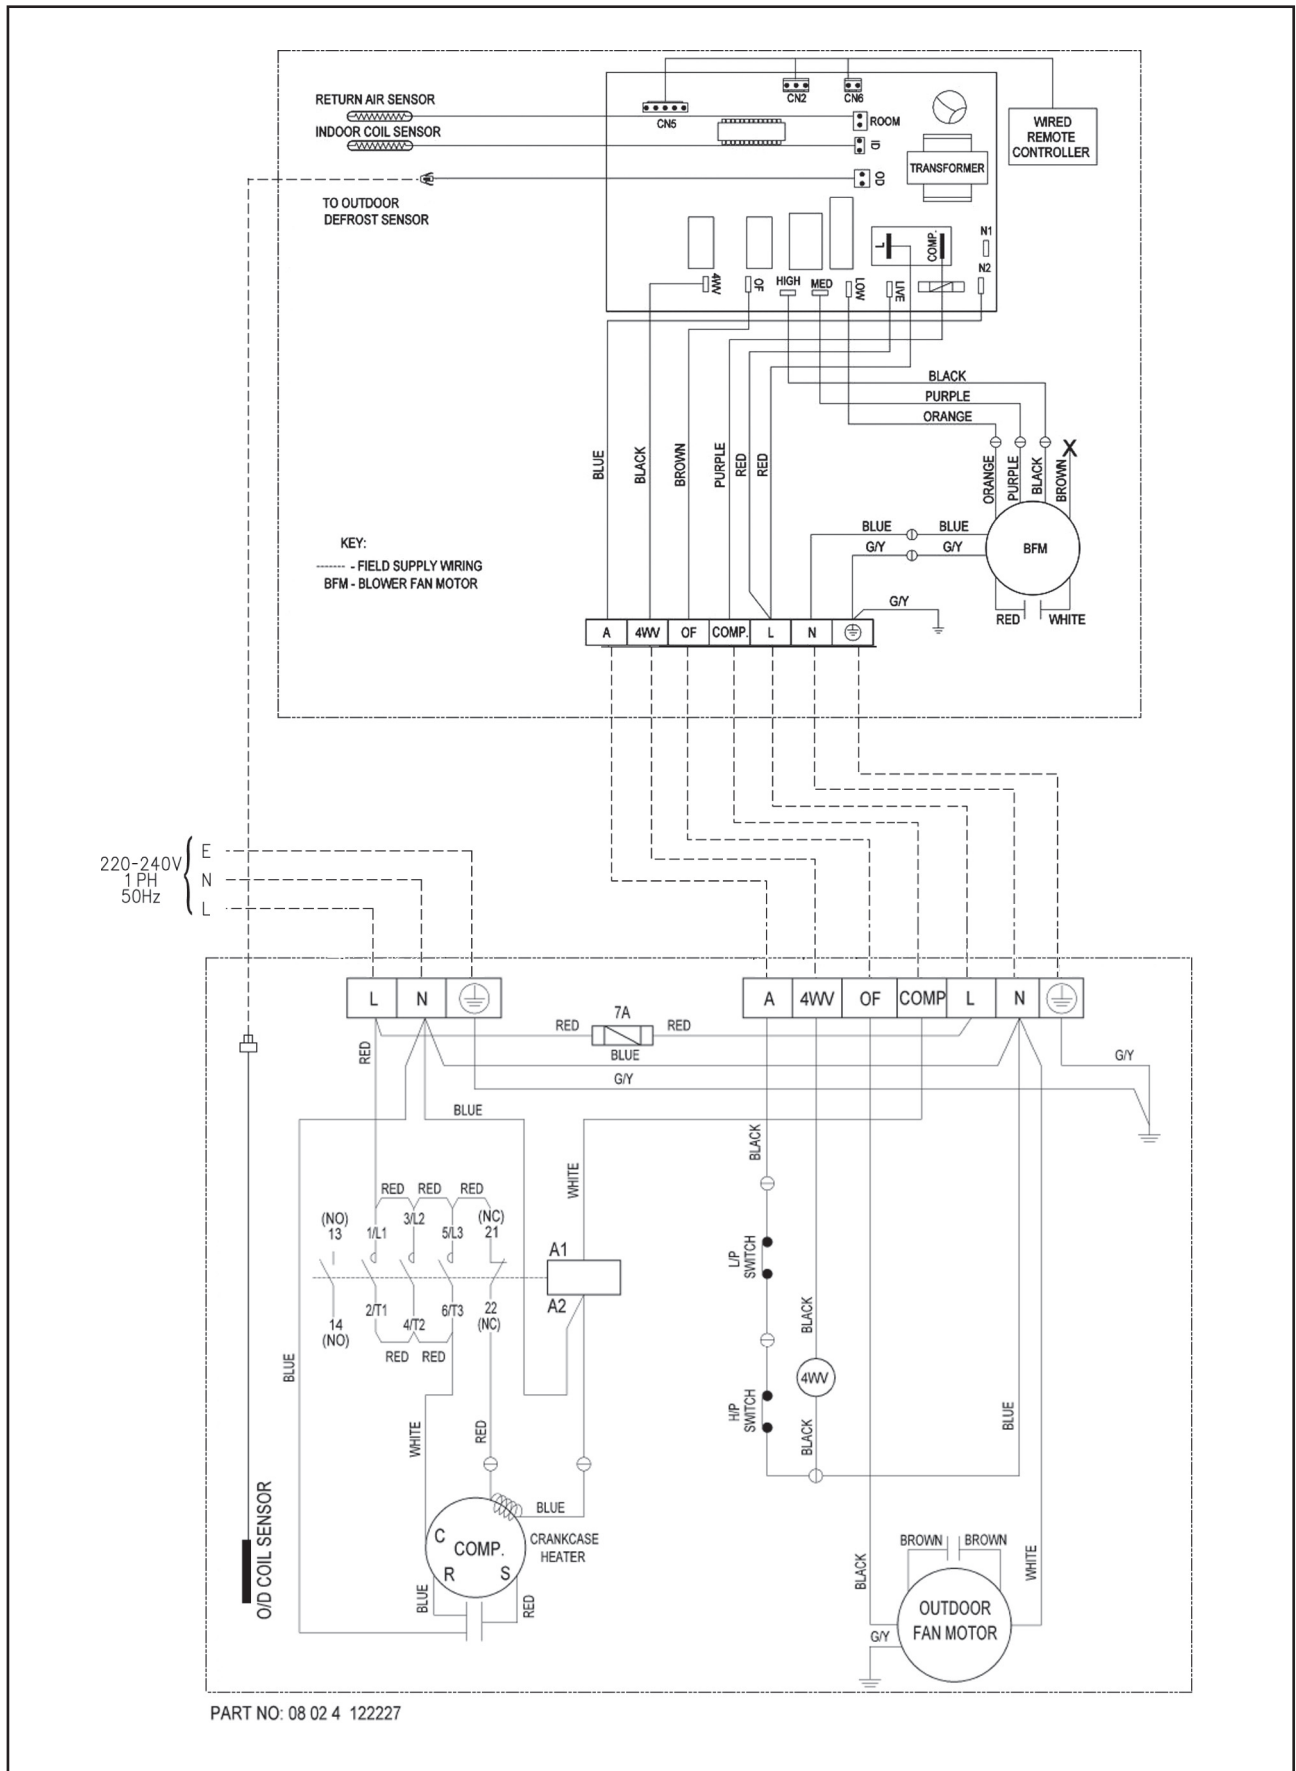 RETURN AIR SENSOR
INDOOR COIL SENSOR
TO OUTDOOR
DEFROST SENSOR
CN5
CN2
CN6
ROOM
ID
OD
TRANSFORMER
WIRED
REMOTE
CONTROLLER
L
COMP.
N1
N2
4WV
OF
HIGH
MED
LOW
LIVE
BLACK
PURPLE
ORANGE
BLUE
BLACK
BROWN
PURPLE
RED
RED
ORANGE
PURPLE
BLACK
BROWN
X
BLUE
BLUE
G/Y
G/Y
BFM
KEY:
------- - FIELD SUPPLY WIRING
BFM - BLOWER FAN MOTOR
G/Y
RED
WHITE
A
4WV
OF
COMP.
L
N
220-240V
1 PH
50Hz
E
N
L
L
N
A
4WV
OF
COMP
L
N
RED
7A
RED
RED
BLUE
G/Y
G/Y
BLUE
BLACK
WHITE
RED
RED
RED
(NO)
13
1/L1
3/L2
5/L3
(NC)
21
A1
A2
L/P
SWITCH
14
(NO)
2/T1
4/T2
6/T3
22
(NC)
RED
RED
BLUE
BLACK
4WV
WHITE
RED
H/P
SWITCH
BLACK
BLUE
O/D COIL SENSOR
C
COMP.
R
S
BLUE
CRANKCASE
HEATER
BLUE
RED
BLACK
BROWN
BROWN
WHITE
OUTDOOR
FAN MOTOR
G/Y
PART NO: 08 02 4 122227